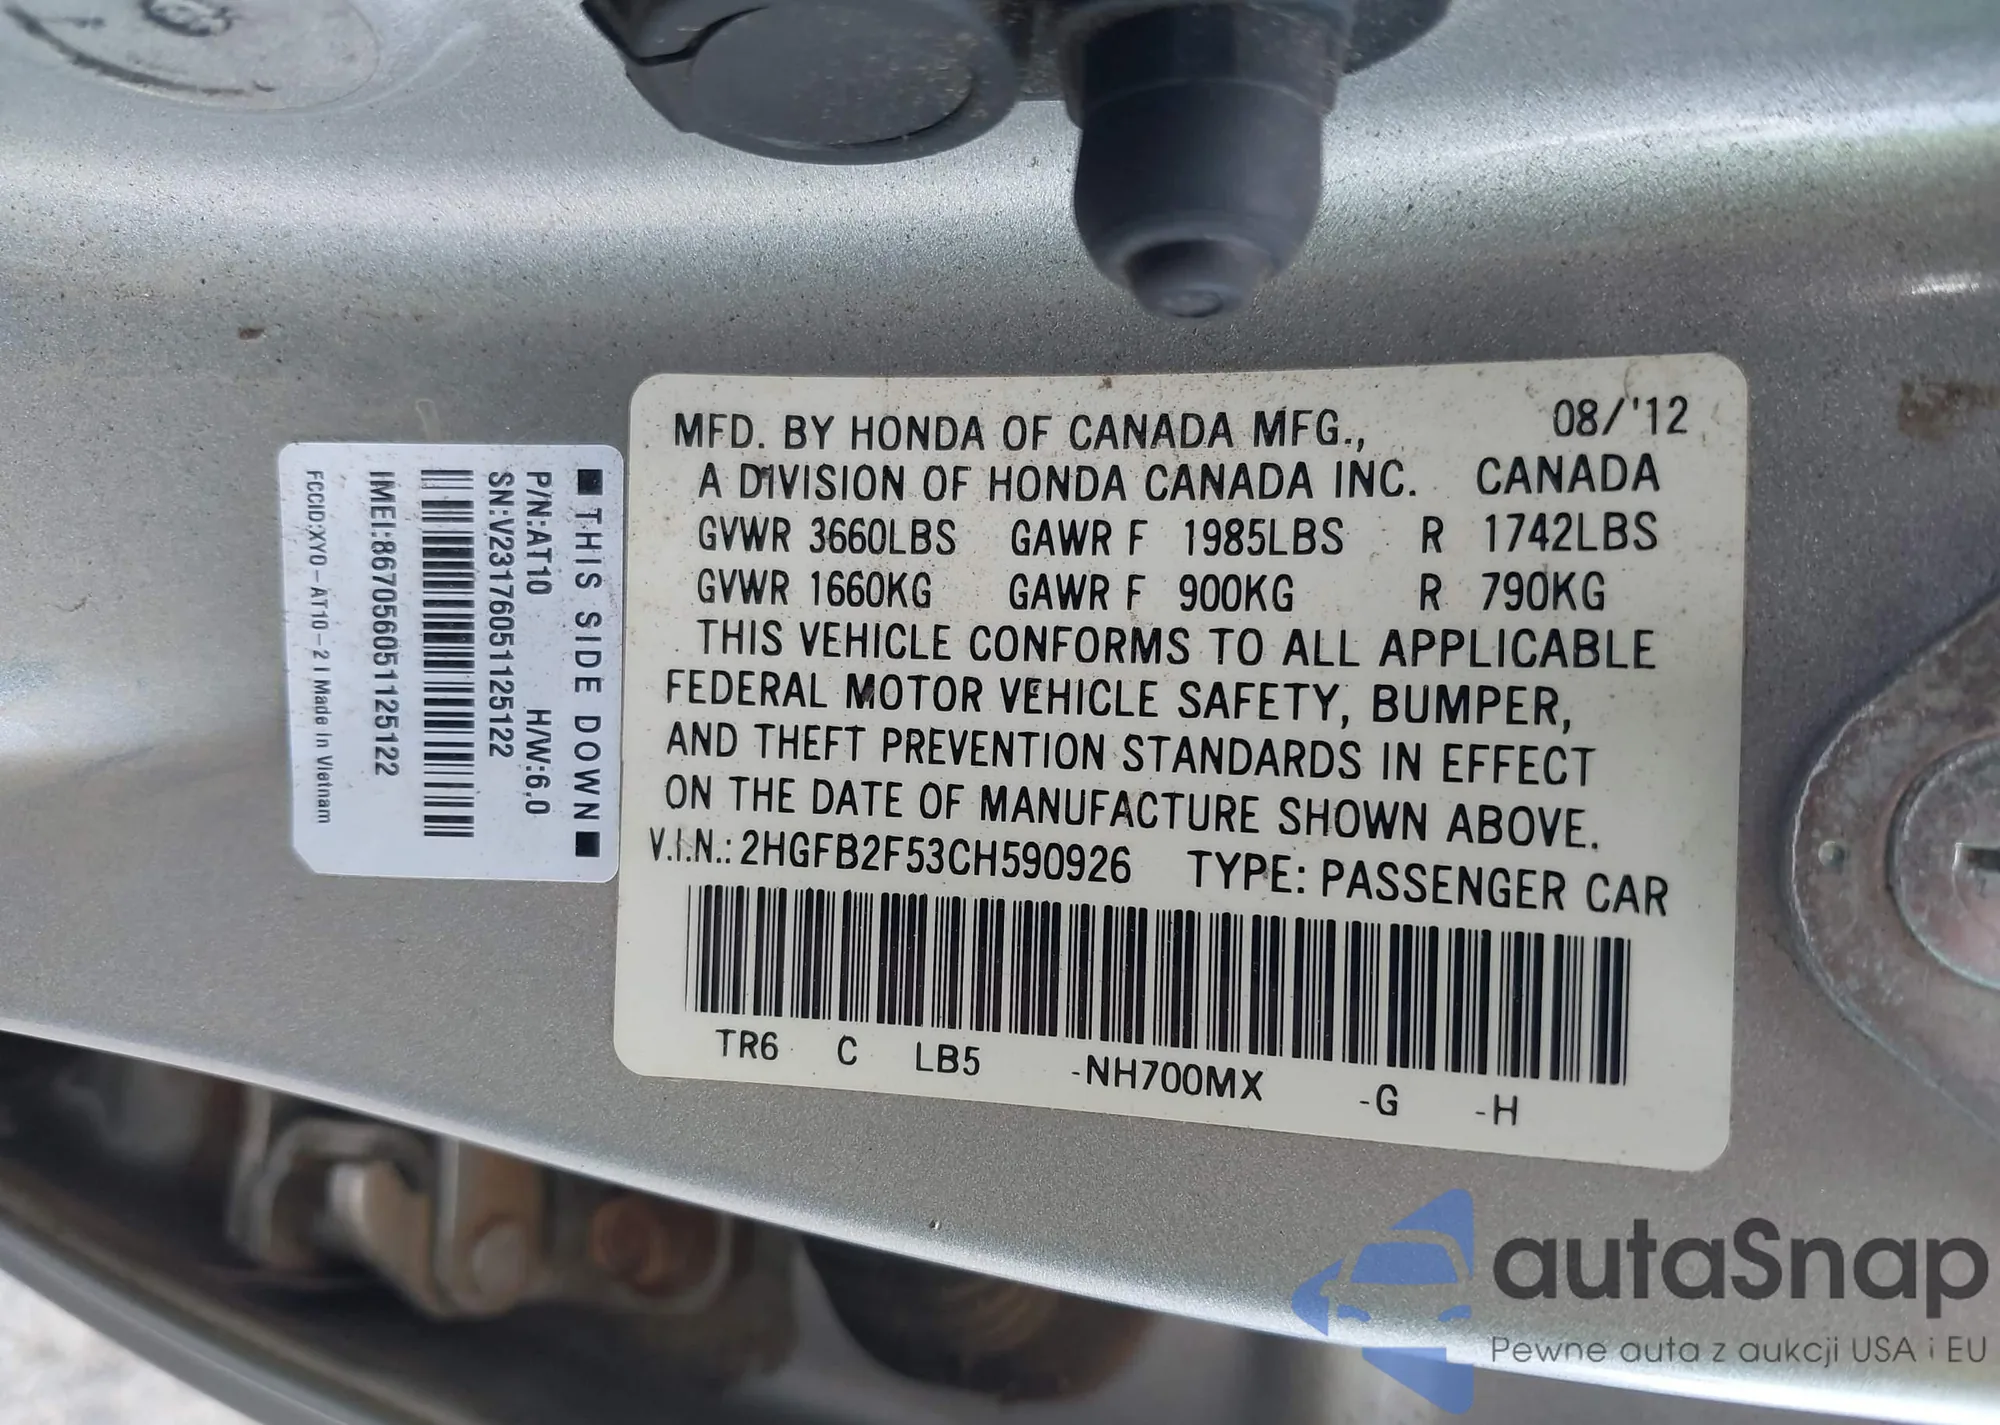 ■ THIS SIDE DOWN ■
P/N:AT10 H/W:6.0
SN:V231760511125122
IMEI:867056051125122
FCCID:XY0-AT10-2 I Made In Vietnam
MFD. BY HONDA OF CANADA MFG., 08/'12
A DIVISION OF HONDA CANADA INC. CANADA
GVWR 3660LBS GAWR F 1985LBS R 1742LBS
GVWR 1660KG GAWR F 900KG R 790KG
THIS VEHICLE CONFORMS TO ALL APPLICABLE
FEDERAL MOTOR VEHICLE SAFETY, BUMPER,
AND THEFT PREVENTION STANDARDS IN EFFECT
ON THE DATE OF MANUFACTURE SHOWN ABOVE.
V.I.N.: 2HGFB2F53CH590926 TYPE: PASSENGER CAR
TR6 C LB5 -NH700MX -G -H
autaSnap
Pewne auta z aukcji USA i EU